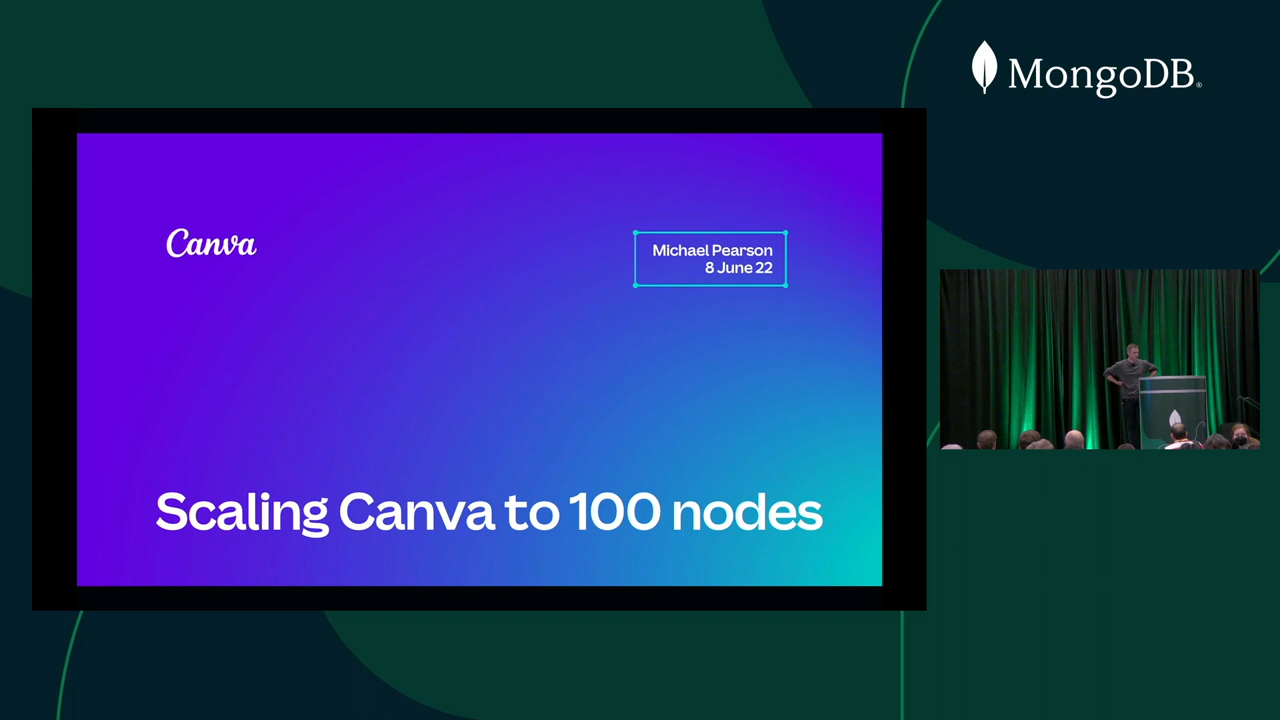 MongoDB®
Canva
Michael Pearson
8 June 22
Scaling Canva to 100 nodes